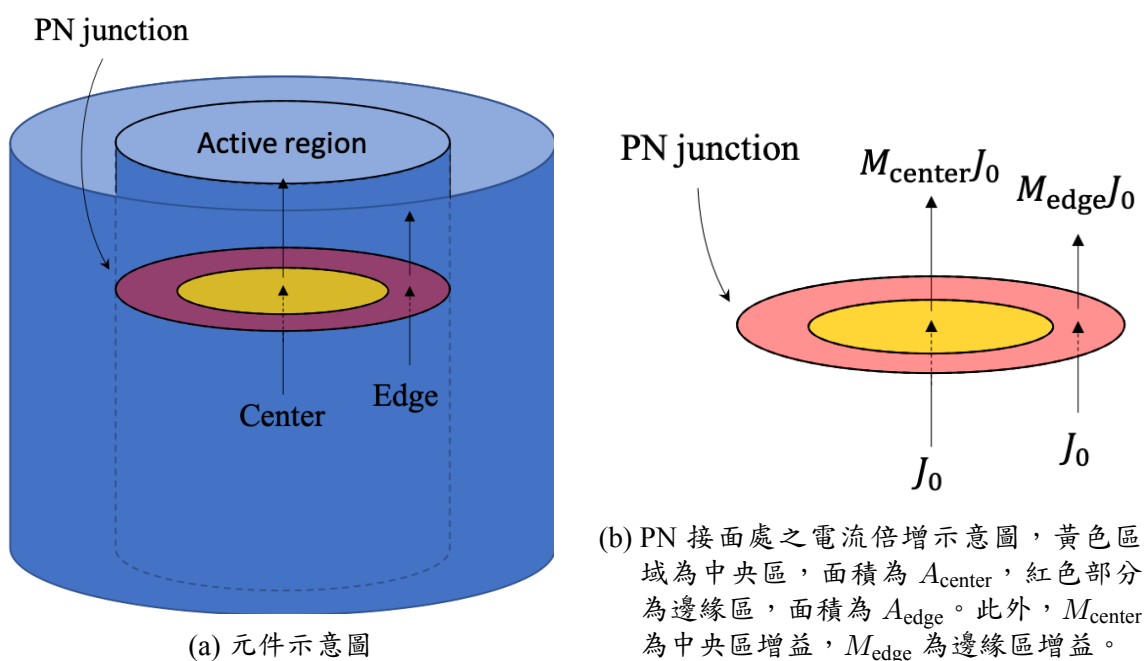 PN junction
Active region
Center
Edge
(a) 元件示意圖
PN junction
M_center J_0
M_edge J_0
J_0
J_0
(b) PN 接面處之電流倍增示意圖，黃色區
域為中央區，面積為 A_center，紅色部分
為邊緣區，面積為 A_edge。此外，M_center
為中央區增益，M_edge 為邊緣區增益。